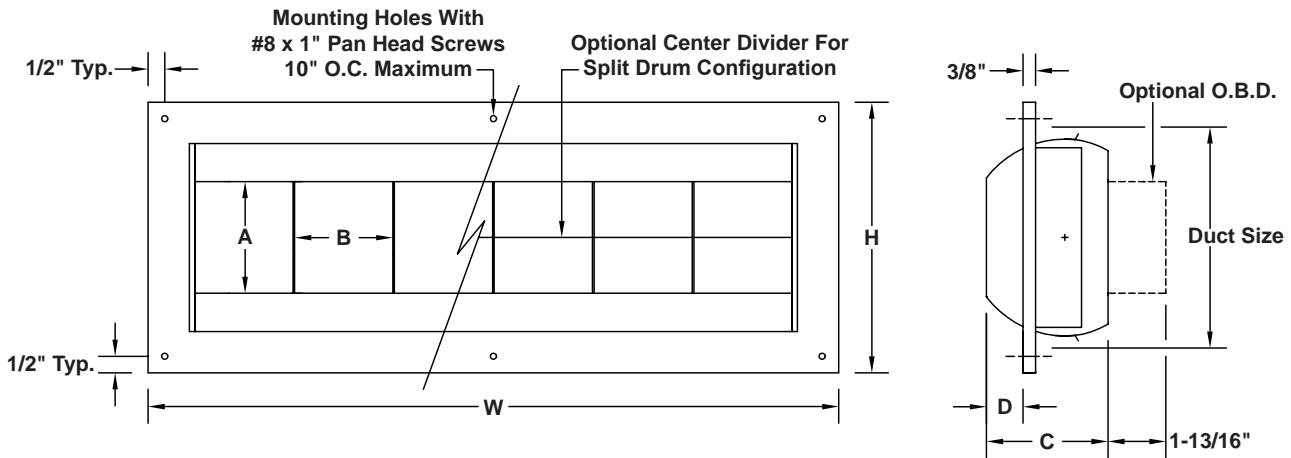 Mounting Holes With
#8 x 1" Pan Head Screws
10" O.C. Maximum
Optional Center Divider For
Split Drum Configuration
1/2" Typ.
3/8"
Optional O.B.D.
A
B
H
Duct Size
1/2" Typ.
W
D
C
1-13/16"